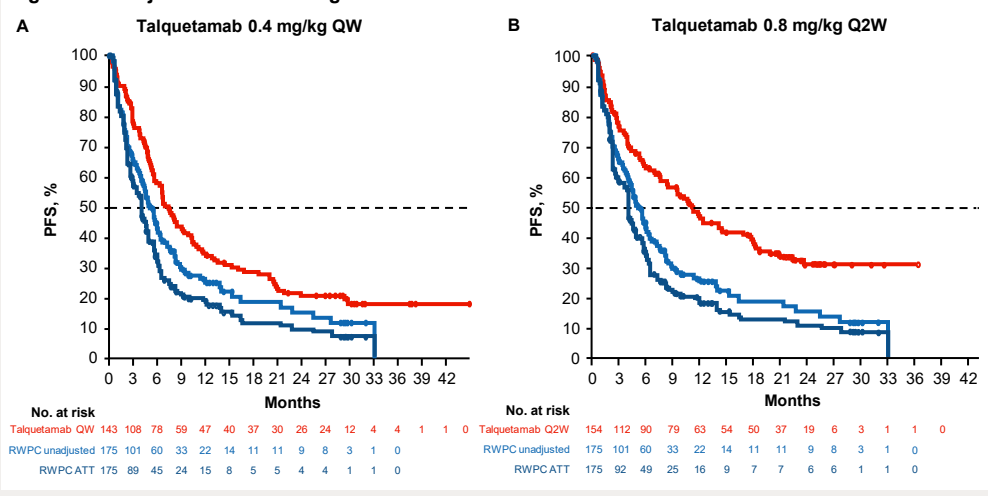 A
Talquetamab 0.4 mg/kg QW
100
90
80
70
60
50
40
30
20
10
0
PFS, %
0 3 6 9 12 15 18 21 24 27 30 33 36 39 42
Months
No. at risk
Talquetamab QW 143 108 78 59 47 40 37 30 26 24 12 4 4 1 1 0
RWPC unadjusted 175 101 60 33 22 14 11 11 9 8 3 1 0
RWPC ATT 175 89 45 24 15 8 5 5 4 4 1 1 0
B
Talquetamab 0.8 mg/kg Q2W
100
90
80
70
60
50
40
30
20
10
0
PFS, %
0 3 6 9 12 15 18 21 24 27 30 33 36 39 42
Months
No. at risk
Talquetamab Q2W 154 112 90 79 63 54 50 37 19 6 3 1 1 0
RWPC unadjusted 175 101 60 33 22 14 11 11 9 8 3 1 0
RWPC ATT 175 92 49 25 16 9 7 7 6 6 1 1 0